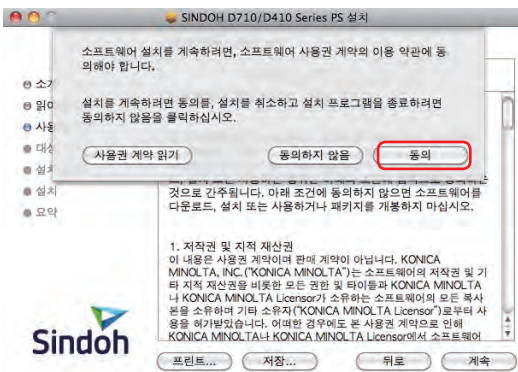 SINDOH D710/D410 Series PS 설치
소프트웨어 설치를 계속하려면, 소프트웨어 사용권 계약의 이용 약관에 동
의해야 합니다.
설치를 계속하려면 동의를, 설치를 취소하고 설치 프로그램을 종료하려면
동의하지 않음을 클릭하십시오.
사용권 계약 읽기
동의하지 않음
동의
설치
요약
것으로 간주됩니다. 아래 조건에 동의하지 않으면 소프트웨어를
다운로드, 설치 또는 사용하거나 패키지를 개봉하지 마십시오.
1. 저작권 및 지적 재산권
이 내용은 사용권 계약이며 판매 계약이 아닙니다. KONICA
MINOLTA, INC.("KONICA MINOLTA")는 소프트웨어의 저작권 및 기
타 지적 재산권을 비롯한 모든 권한 및 타이틀과 KONICA MINOLTA
나 KONICA MINOLTA Licensor가 소유하는 소프트웨어의 모든 복사
본을 소유하며 기타 소유자("KONICA MINOLTA Licensor")로부터 사
용을 허가받았습니다. 어떠한 경우에도 본 사용권 계약으로 인해
KONICA MINOLTA나 KONICA MINOLTA Licensor에서 소프트웨어
Sindoh
프린트...
저장...
뒤로
계속